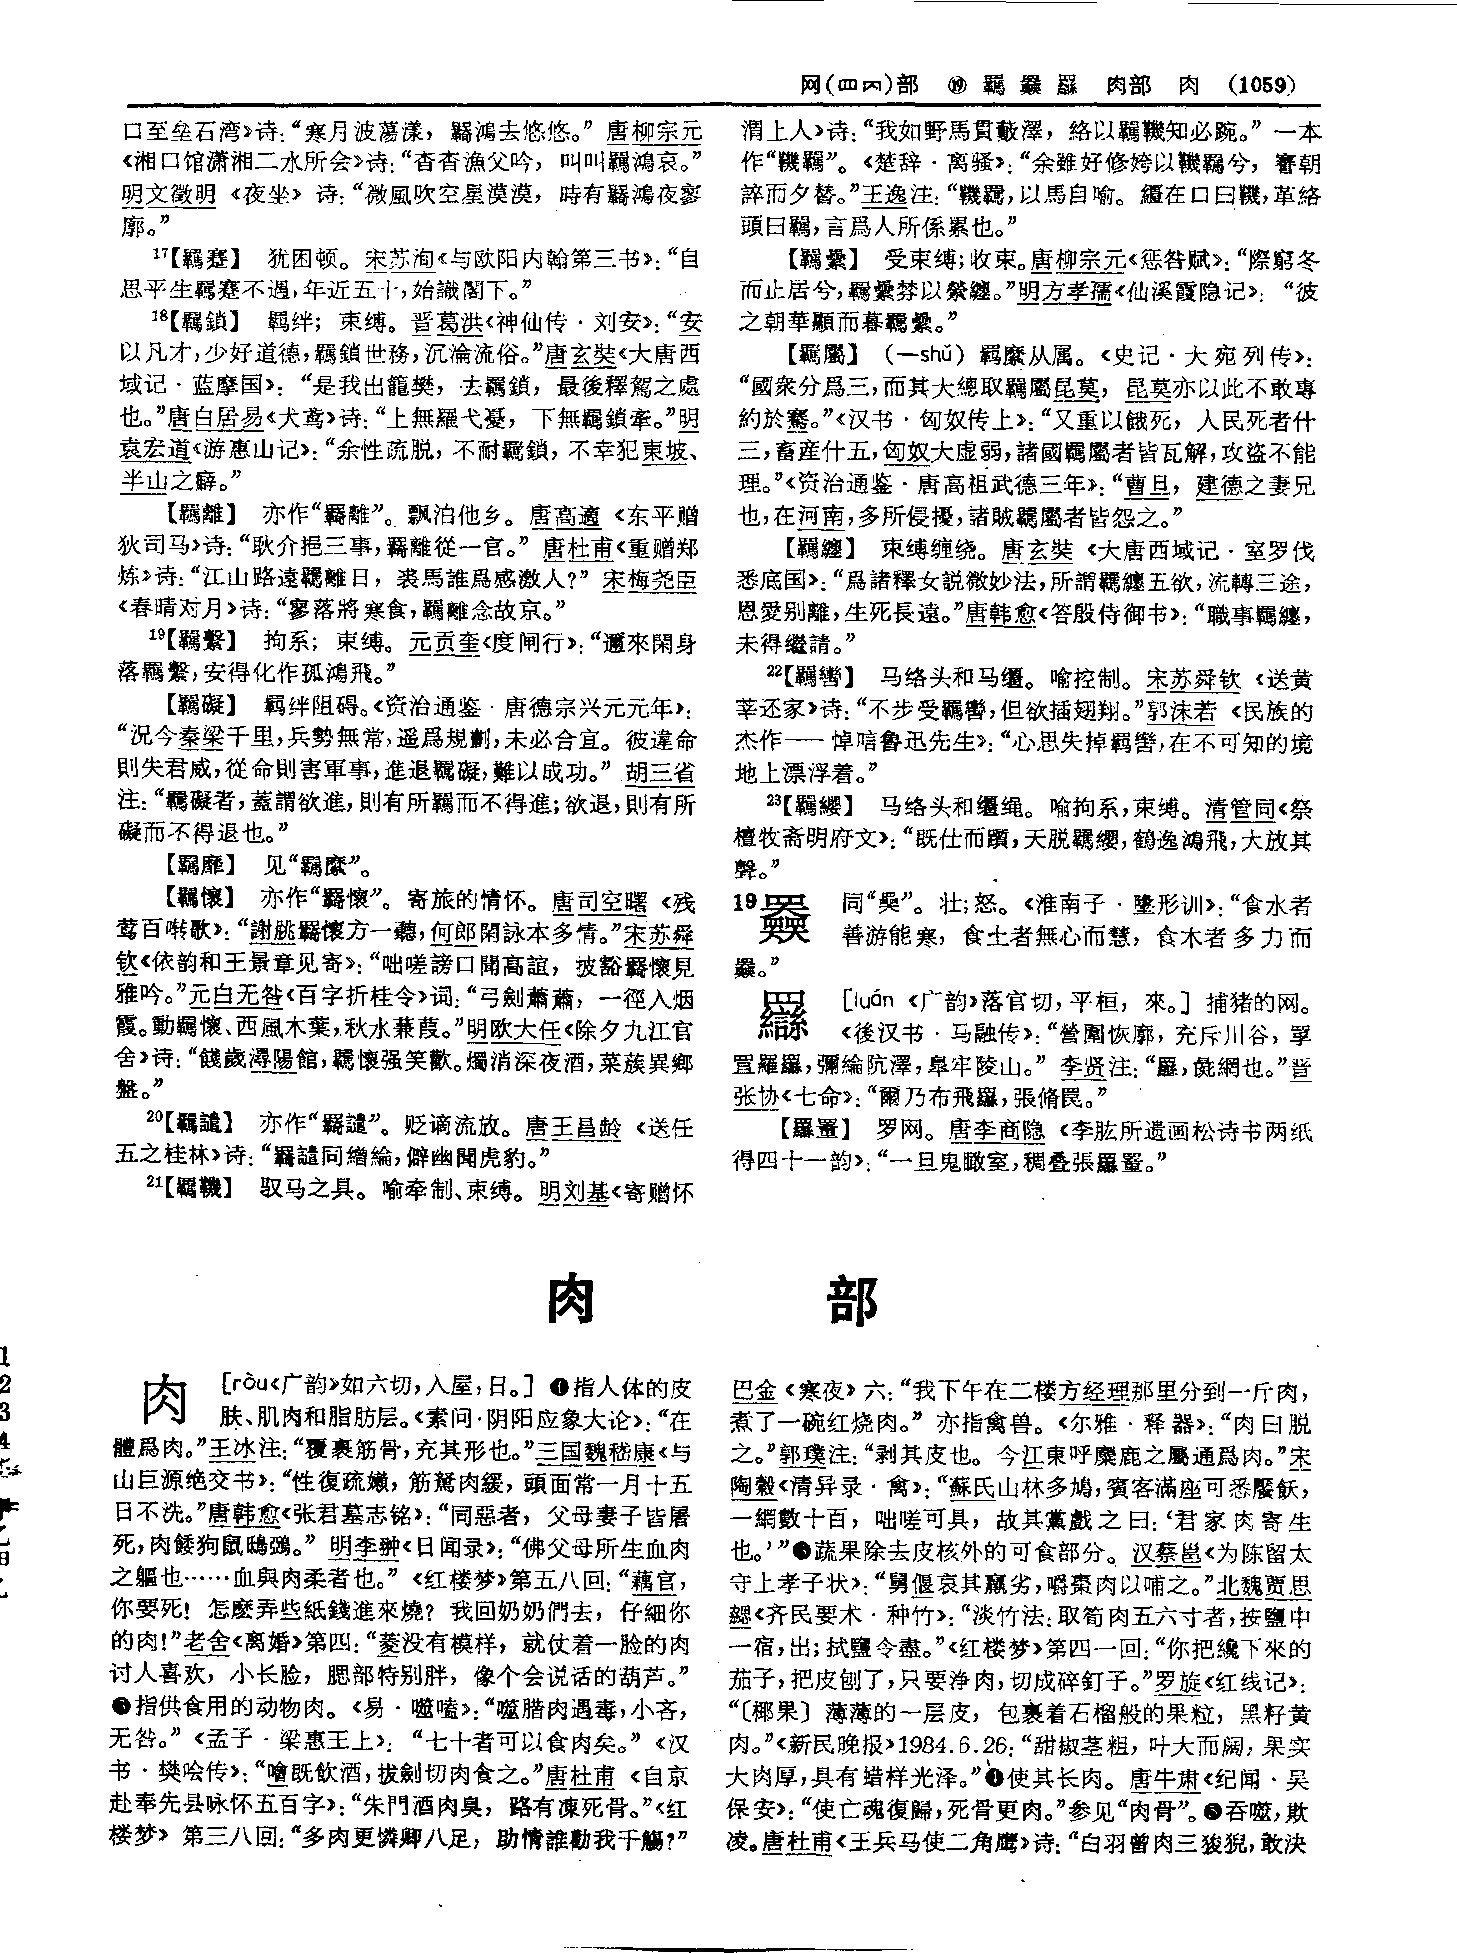 网(罒䍏)部 ⑲ 羈 㚌 羉 肉部 肉 (1059)
口至垒石湾》诗：“寒月波蕩漾，羇鴻去悠悠。”唐柳宗元
《湘口馆潇湘二水所会》诗：“杳杳漁父吟，叫叫羈鴻哀。”
明文徵明《夜坐》诗：“微風吹空星漠漠，時有羇鴻夜寥
廓。”
17【羈蹇】 犹困顿。宋苏洵《与欧阳内翰第三书》：“自
思平生羈蹇不遇，年近五十，始識閣下。”
18【羈鎖】 羁绊；束缚。晋葛洪《神仙传·刘安》：“安
以凡才，少好道德，羈鎖世務，沉淪流俗。”唐玄奘《大唐西
域记·蓝摩国》：“是我出籠樊，去羈鎖，最後釋駕之處
也。”唐白居易《犬鸢》诗：“上無羅弋憂，下無羈鎖牽。”明
袁宏道《游惠山记》：“余性疏脱，不耐羈鎖，不幸犯東坡、
半山之癖。”
【羈離】 亦作“羇離”。飘泊他乡。唐高適《东平赠
狄司马》诗：“耿介挹三事，羇離從一官。”唐杜甫《重赠郑
炼》诗：“江山路遠羈離日，裘馬誰爲感激人？”宋梅尧臣
《春晴对月》诗：“寥落將寒食，羈離念故京。”
19【羈繫】 拘系；束缚。元贡奎《度闸行》：“邇來閑身
落羈繫，安得化作孤鴻飛。”
【羈礙】 羁绊阻碍。《资治通鉴·唐德宗兴元元年》：
“況今秦梁千里，兵勢無常，遥爲規劃，未必合宜。彼違命
則失君威，從命則害軍事，進退羈礙，難以成功。”胡三省
注：“羈礙者，蓋謂欲進，則有所羈而不得進；欲退，則有所
礙而不得退也。”
【羈靡】 见“羈縻”。
【羈懷】 亦作“羇懷”。寄旅的情怀。唐司空曙《残
莺百啭歌》：“謝朓羇懷方一聽，何郎閑詠本多情。”宋苏舜
钦《依韵和王景章见寄》：“咄嗟謗口聞高誼，披豁羇懷見
雅吟。”元白无咎《百字折桂令》词：“弓劍蕭蕭，一徑入烟
霞。動羈懷、西風木葉，秋水蒹葭。”明欧大任《除夕九江官
舍》诗：“餞歲潯陽館，羈懷强笑歡。燭消深夜酒，菜蔟異鄉
盤。”
20【羈譴】 亦作“羇譴”。贬谪流放。唐王昌龄《送任
五之桂林》诗：“羇譴同繒綸，僻幽聞虎豹。”
21【羈鞿】 驭马之具。喻牵制、束缚。明刘基《寄赠怀
渭上人》诗：“我如野馬貫藪澤，絡以羈鞿知必踠。”一本
作“鞿羈”。《楚辞·离骚》：“余雖好修姱以鞿羈兮，謇朝
誶而夕替。”王逸注：“鞿羈，以馬自喻。繮在口曰鞿，革絡
頭曰羈，言爲人所係累也。”
【羈纍】 受束缚；收束。唐柳宗元《惩咎赋》：“際窮冬
而止居兮，羈纍棼以縈纏。”明方孝孺《仙溪霞隐记》：“彼
之朝華顯而暮羈纍。”
【羈屬】 （—shǔ）羁縻从属。《史记·大宛列传》：
“國衆分爲三，而其大總取羈屬昆莫，昆莫亦以此不敢專
約於騫。”《汉书·匈奴传上》：“又重以餓死，人民死者什
三，畜産什五，匈奴大虚弱，諸國羈屬者皆瓦解，攻盗不能
理。”《资治通鉴·唐高祖武德三年》：“曹旦，建德之妻兄
也，在河南，多所侵擾，諸賊羈屬者皆怨之。”
【羈纏】 束缚缠绕。唐玄奘《大唐西域记·室罗伐
悉底国》：“爲諸釋女説微妙法，所謂羈纏五欲，流轉三途，
恩愛别離，生死長遠。”唐韩愈《答殷侍御书》：“職事羈纏，
未得繼請。”
22【羈轡】 马络头和马缰。喻控制。宋苏舜钦《送黄
莘还家》诗：“不步受羈轡，但欲插翅翔。”郭沫若《民族的
杰作——悼唁鲁迅先生》：“心思失掉羁轡，在不可知的境
地上漂浮着。”
23【羈纓】 马络头和缰绳。喻拘系，束缚。清管同《祭
檀牧斋明府文》：“既仕而躓，天脱羈纓，鶴逸鴻飛，大放其
聲。”
19 同“奰”。壮；怒。《淮南子·墬形训》：“食水者
善游能寒，食土者無心而慧，食木者多力而
。”
羉 [luán《广韵》落官切，平桓，來。] 捕猪的网。
《後汉书·马融传》：“營圍恢廓，充斥川谷，罦
罝羅羉，彌綸阬澤，皋牢陵山。”李贤注：“羉，彘網也。”晋
张协《七命》：“爾乃布飛羉，張脩罠。”
【羉罿】 罗网。唐李商隐《李肱所遗画松诗书两纸
得四十一韵》：“一旦鬼瞰室，稠叠張羉罿。”
肉 部
肉 [ròu《广韵》如六切，入屋，日。] ❶指人体的皮
肤、肌肉和脂肪层。《素问·阴阳应象大论》：“在
體爲肉。”王冰注：“覆裹筋骨，充其形也。”三国魏嵇康《与
山巨源绝交书》：“性復疏嬾，筋駑肉緩，頭面常一月十五
日不洗。”唐韩愈《张君墓志铭》：“同惡者，父母妻子皆屠
死，肉餧狗鼠鴟鵶。”明李翀《日闻录》：“佛父母所生血肉
之軀也……血與肉柔者也。”《红楼梦》第五八回：“藕官，
你要死！怎麽弄些紙錢進來燒？我回奶奶們去，仔細你
的肉！”老舍《离婚》第四：“菱没有模样，就仗着一脸的肉
讨人喜欢，小长脸，腮部特别胖，像个会说话的葫芦。”
❷指供食用的动物肉。《易·噬嗑》：“噬腊肉遇毒，小吝，
无咎。”《孟子·梁惠王上》：“七十者可以食肉矣。”《汉
书·樊哙传》：“噲既飲酒，拔劍切肉食之。”唐杜甫《自京
赴奉先县咏怀五百字》：“朱門酒肉臭，路有凍死骨。”《红
楼梦》第三八回：“多肉更憐卿八足，助情誰勸我千觴？”
巴金《寒夜》六：“我下午在二楼方经理那里分到一斤肉，
煮了一碗红烧肉。”亦指禽兽。《尔雅·释器》：“肉曰脱
之。”郭璞注：“剥其皮也。今江東呼麋鹿之屬通爲肉。”宋
陶穀《清异录·禽》：“蘇氏山林多鳩，賓客滿座可悉饜飫，
一網數十百，咄嗟可具，故其黨戲之曰：‘君家肉寄生
也。’”❸蔬果除去皮核外的可食部分。汉蔡邕《为陈留太
守上孝子状》：“舅偃哀其羸劣，嚼棗肉以哺之。”北魏贾思
勰《齐民要术·种竹》：“淡竹法：取筍肉五六寸者，按鹽中
一宿，出；拭鹽令盡。”《红楼梦》第四一回：“你把纔下來的
茄子，把皮刨了，只要净肉，切成碎釘子。”罗旋《红线记》：
“〔椰果〕薄薄的一层皮，包裹着石榴般的果粒，黑籽黄
肉。”《新民晚报》1984.6.26：“甜椒茎粗，叶大而阔，果实
大肉厚，具有蜡样光泽。”❹使其长肉。唐牛肃《纪闻·吴
保安》：“使亡魂復歸，死骨更肉。”参见“肉骨”。❺吞噬，欺
凌。唐杜甫《王兵马使二角鹰》诗：“白羽曾肉三狻猊，敢決
1
2
3
4